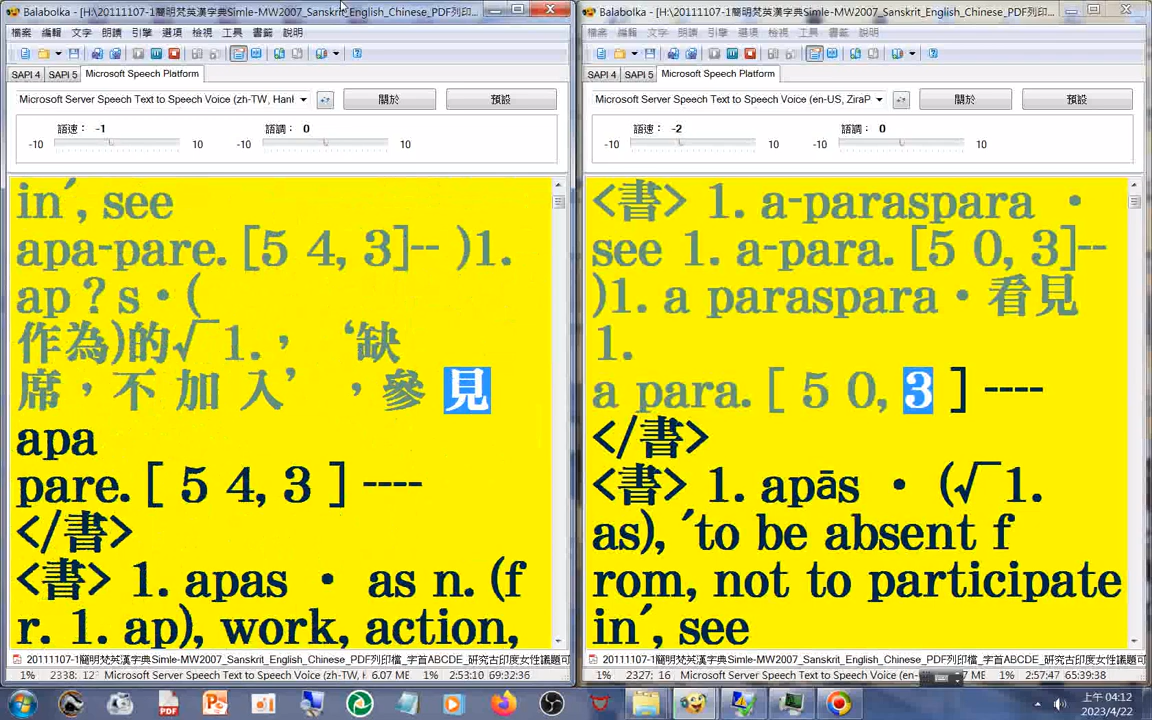 Balabolka - [H:\20111107-1簡明梵英漢字典Simle-MW2007_Sanskrit_English_Chinese_PDF列印...
檔案 編輯 文字 朗讀 引擎 選項 檢視 工具 書籤 說明
SAPI 4 SAPI 5 Microsoft Speech Platform
Microsoft Server Speech Text to Speech Voice (zh-TW, Hanl
關於 預設
語速： -1 語調： 0
-10 10 -10 10
in′, see
apa-pare. [5 4, 3]-- )1.
ap？s・(
作為)的√1.，‘缺
席，不 加 入’，參 見
apa
pare. [ 5 4, 3 ] ----
</書>
<書> 1. apas ・ as n. (f
r. 1. ap), work, action,
20111107-1簡明梵英漢字典Simle-MW2007_Sanskrit_English_Chinese_PDF列印檔_字首ABCDE_研究古印度女性議題可
1% 2338: 12 Microsoft Server Speech Text to Speech Voice (zh-TW, H 6.07 MB 1% 2:53:10 69:32:36
Balabolka - [H:\20111107-1簡明梵英漢字典Simle-MW2007_Sanskrit_English_Chinese_PDF列印...
檔案 編輯 文字 朗讀 引擎 選項 檢視 工具 書籤 說明
SAPI 4 SAPI 5 Microsoft Speech Platform
Microsoft Server Speech Text to Speech Voice (en-US, ZiraP
關於 預設
語速： -2 語調： 0
-10 10 -10 10
<書> 1. a-paraspara ・
see 1. a-para. [5 0, 3]--
)1. a paraspara・看見
1.
a para. [ 5 0, 3 ] ----
</書>
<書> 1. apās ・ (√1.
as), ′to be absent f
rom, not to participate
in′, see
20111107-1簡明梵英漢字典Simle-MW2007_Sanskrit_English_Chinese_PDF列印檔_字首ABCDE_研究古印度女性議題可
1% 2327; 16 Microsoft Server Speech Text to Speech Voice (en- 1% 2:57:47 65:39:38
上午 04:12
2023/4/22